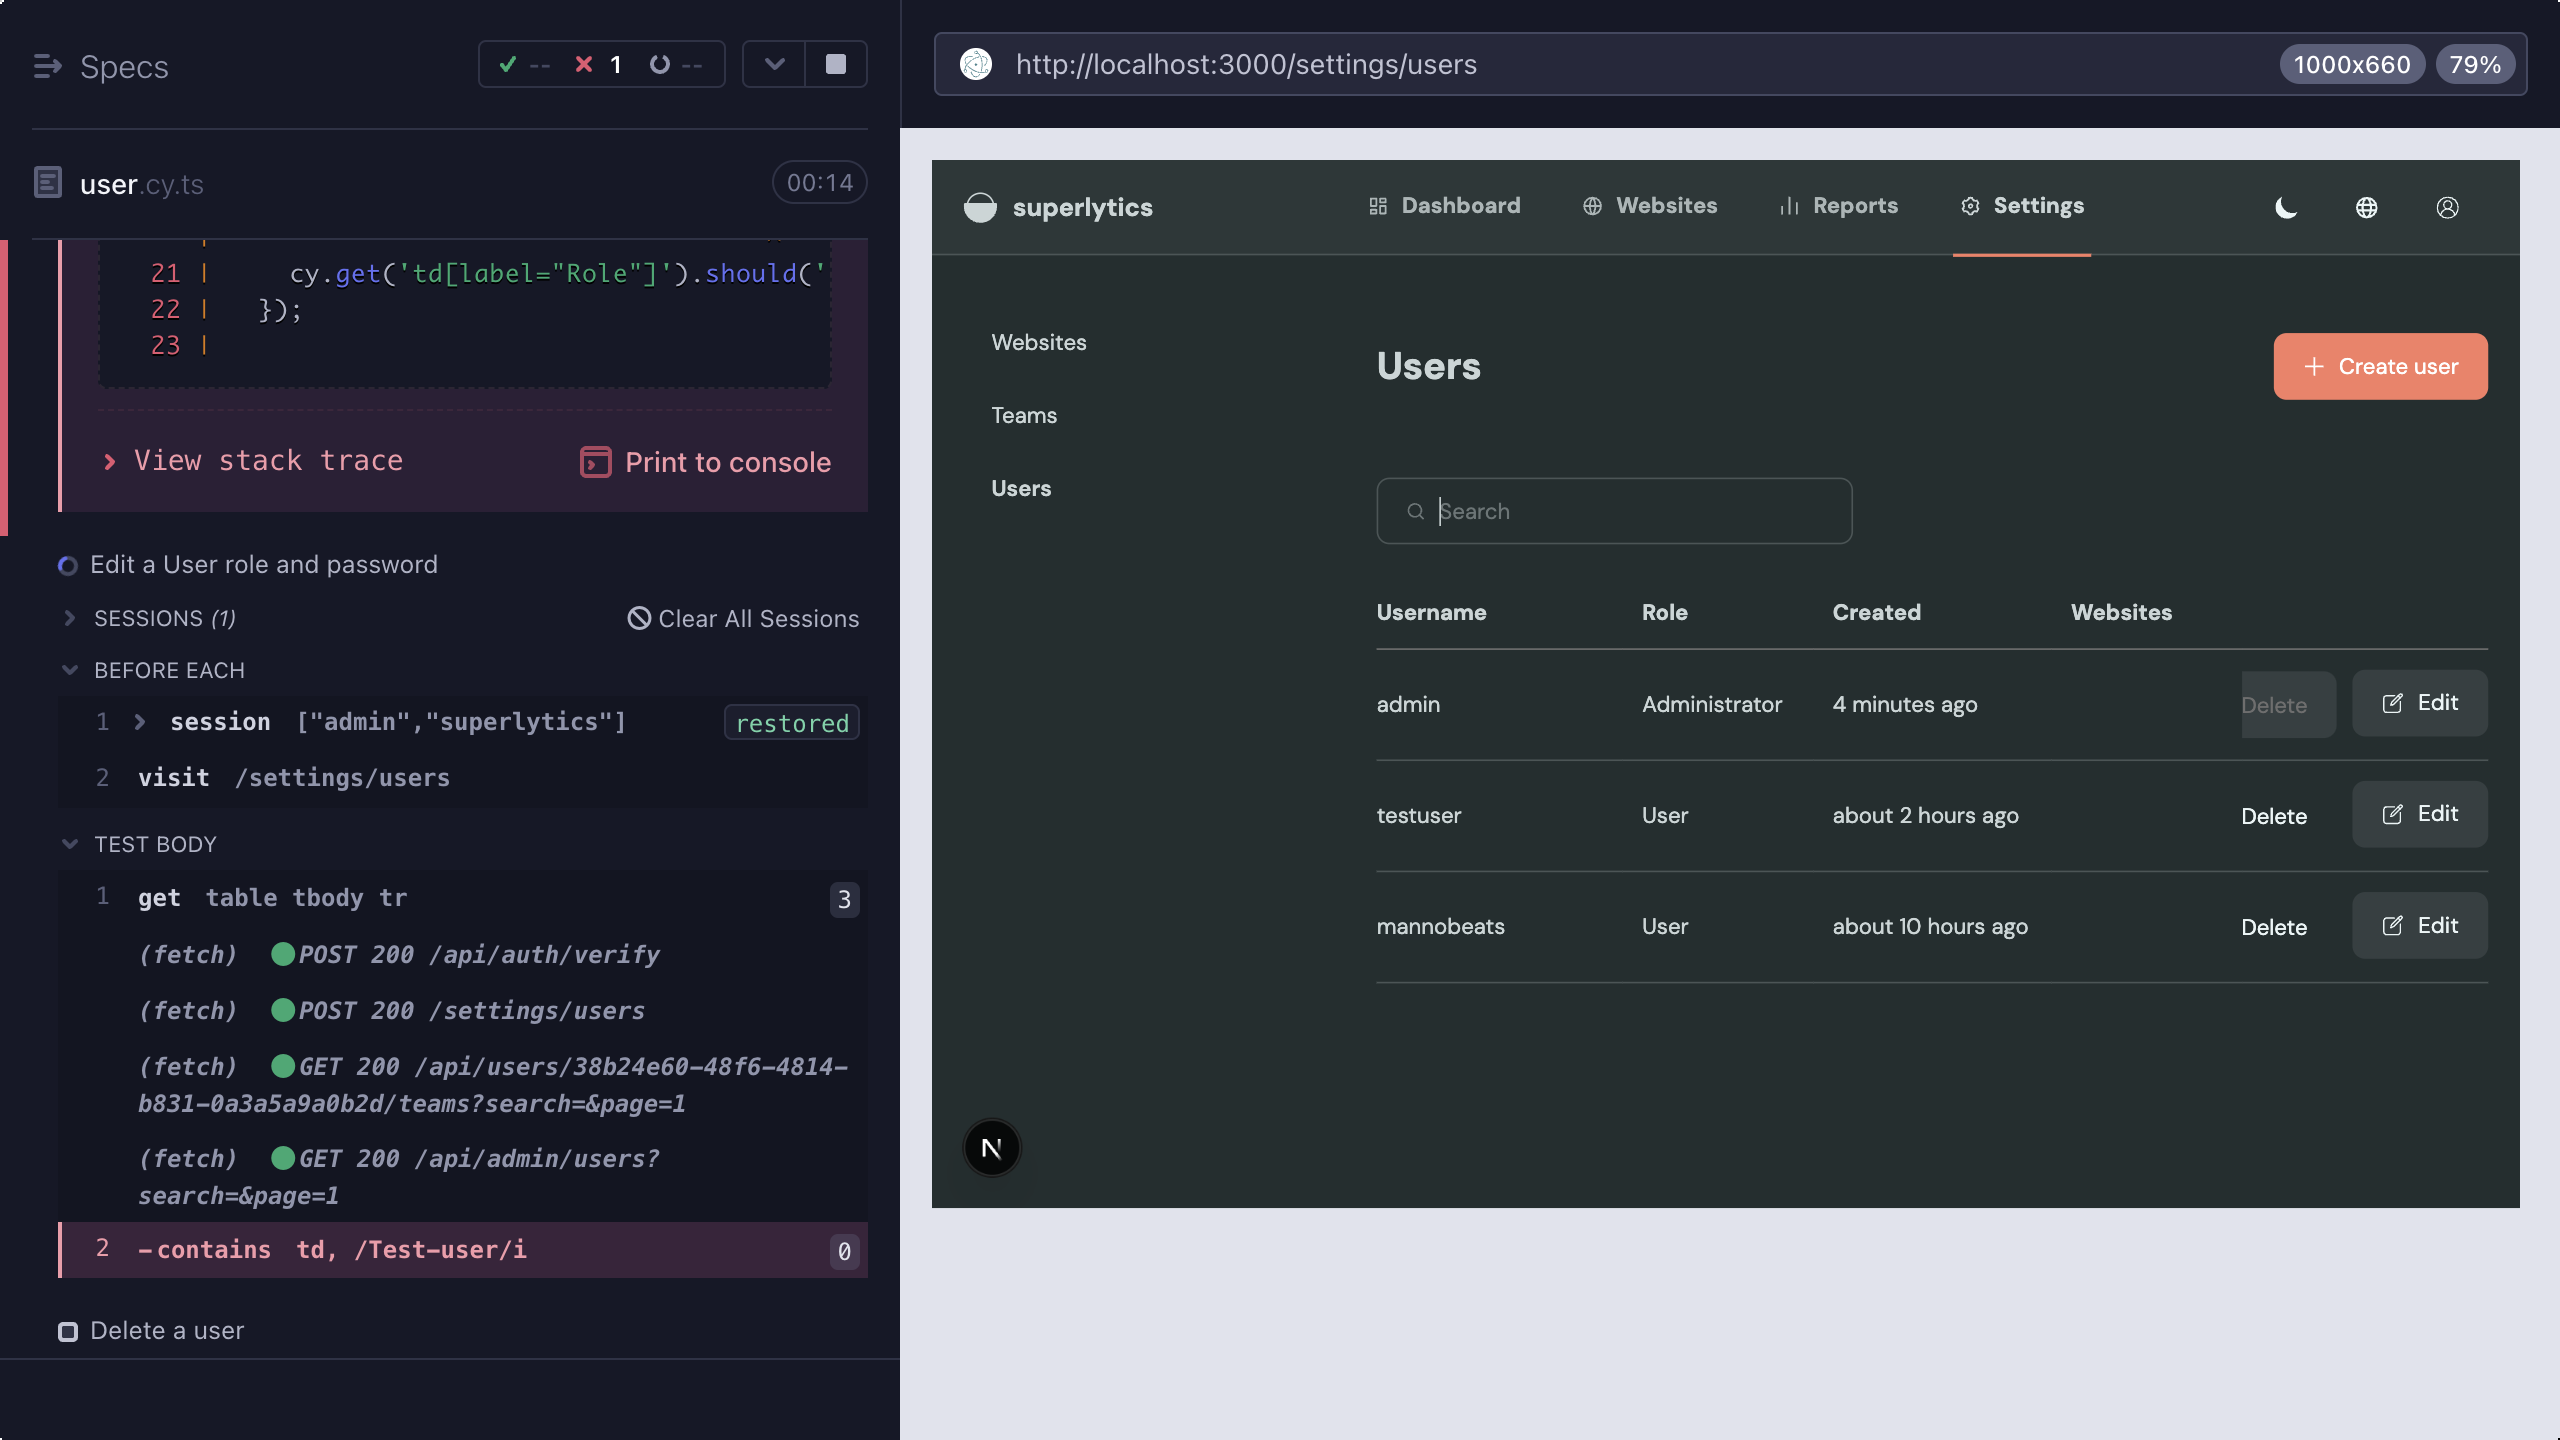 Specs
-- 1 --
user.cy.ts
00:14
21 | cy.get('td[label="Role"]').should('
22 | });
23 |
View stack trace
Print to console
Edit a User role and password
SESSIONS (1)
Clear All Sessions
BEFORE EACH
1 session ["admin","superlytics"] restored
2 visit /settings/users
TEST BODY
1 get table tbody tr 3
(fetch) POST 200 /api/auth/verify
(fetch) POST 200 /settings/users
(fetch) GET 200 /api/users/38b24e60-48f6-4814-
b831-0a3a5a9a0b2d/teams?search=&page=1
(fetch) GET 200 /api/admin/users?
search=&page=1
2 -contains td, /Test-user/i 0
Delete a user
http://localhost:3000/settings/users
1000x660
79%
superlytics
Dashboard
Websites
Reports
Settings
Websites
Teams
Users
Users
Create user
Search
Username Role Created Websites
admin Administrator 4 minutes ago Delete Edit
testuser User about 2 hours ago Delete Edit
mannobeats User about 10 hours ago Delete Edit
N